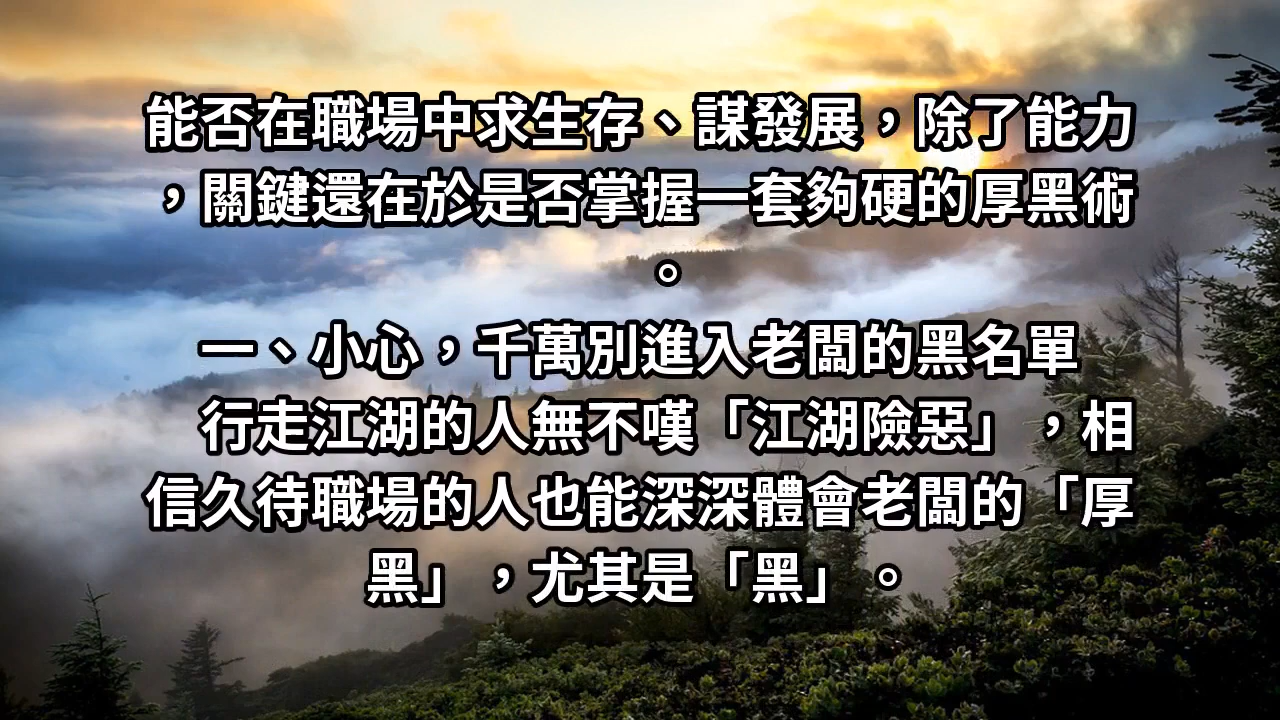 能否在職場中求生存、謀發展，除了能力
，關鍵還在於是否掌握一套夠硬的厚黑術
。
一、小心，千萬別進入老闆的黑名單
行走江湖的人無不嘆「江湖險惡」，相
信久待職場的人也能深深體會老闆的「厚
黑」，尤其是「黑」。